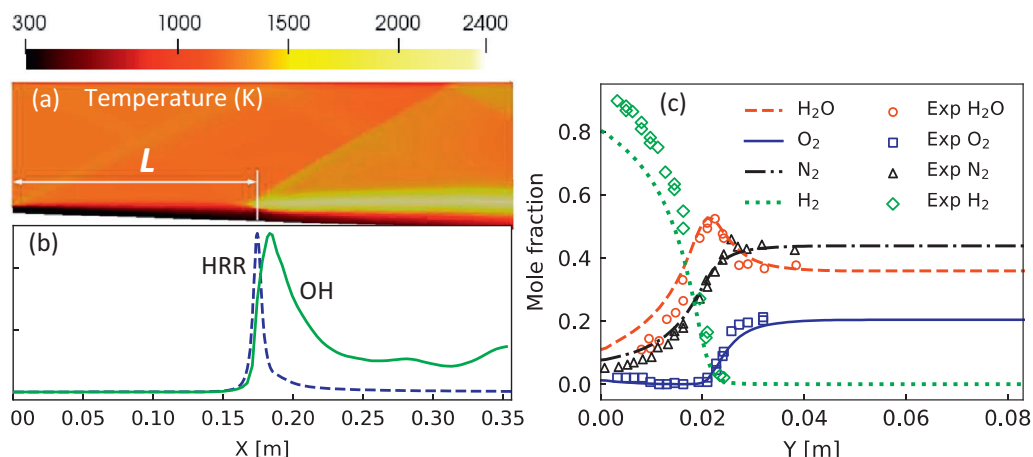 300 1000 1500 2000 2400
(a) Temperature (K)
L
(b)
HRR
OH
0.00 0.05 0.10 0.15 0.20 0.25 0.30 0.35
X [m]
(c)
H₂O Exp H₂O
O₂ Exp O₂
N₂ Exp N₂
H₂ Exp H₂
Mole fraction
0.8
0.6
0.4
0.2
0.0
0.00 0.02 0.04 0.06 0.08
Y [m]